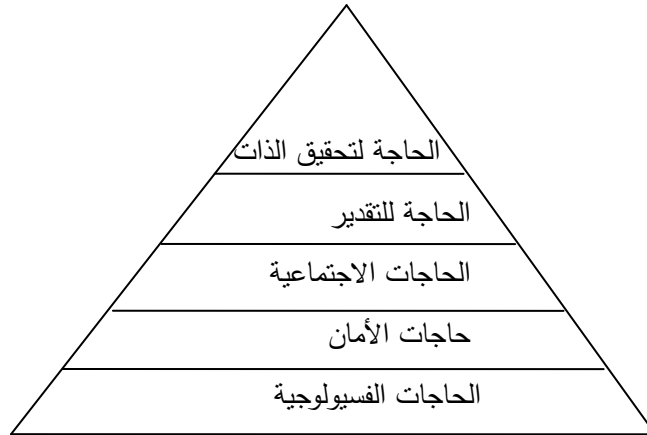 الحاجة لتحقيق الذات
الحاجة للتقدير
الحاجات الاجتماعية
حاجات الأمان
الحاجات الفسيولوجية